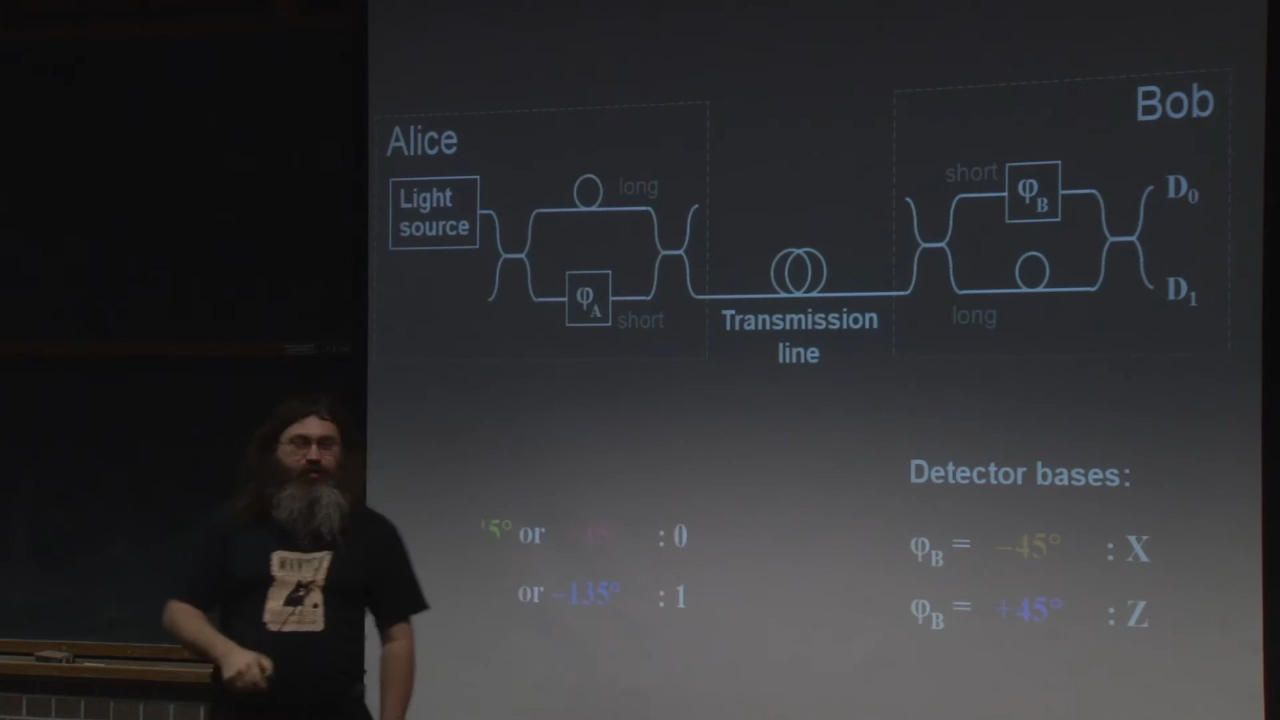 Alice
Bob
Light
source
long
short
φA
Transmission
line
short
φB
long
D0
D1
Detector bases:
5° or : 0
or −135° : 1
φB = −45° : X
φB = +45° : Z